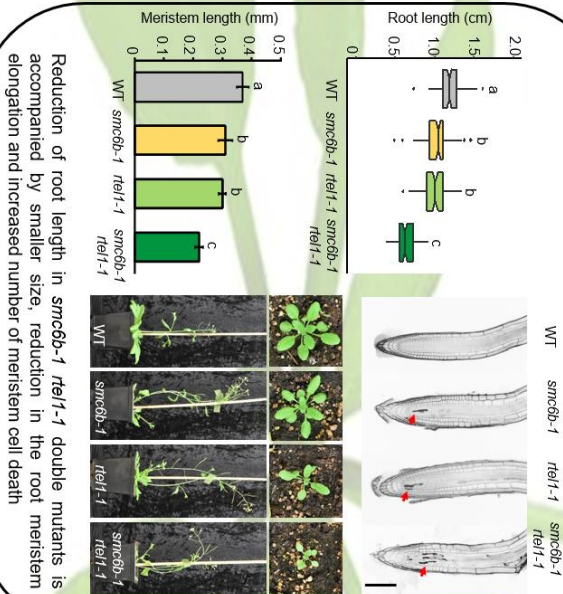 Root length (cm)
2.0
1.5
1.0
0.5
0
a
b
b
c
WT
smc6b-1
rtel1-1
smc6b-1 rtel1-1
WT
smc6b-1
rtel1-1
smc6b-1
rtel1-1
Meristem length (mm)
0.5
0.4
0.3
0.2
0.1
0
a
b
b
c
WT
smc6b-1
rtel1-1
smc6b-1
rtel1-1
WT
smc6b-1
rtel1-1
smc6b-1
rtel1-1
Reduction of root length in smc6b-1 rtel1-1 double mutants is
accompanied by smaller size, reduction in the root meristem
elongation and increased number of meristem cell death